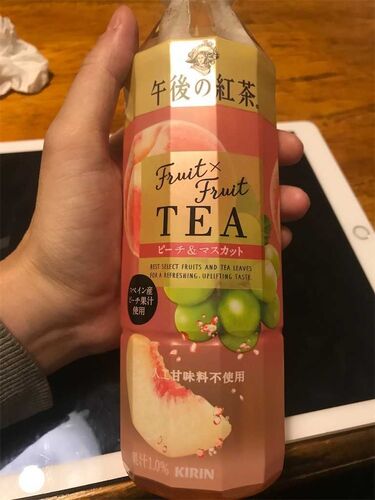 午後の紅茶®
Fruit×
Fruit
TEA
ピーチ&マスカット
BEST SELECT FRUITS AND TEA LEAVES
FOR A REFRESHING, UPLIFTING TASTE.
スペイン産
ピーチ果汁
使用
人工甘味料不使用
果汁1.0%
KIRIN